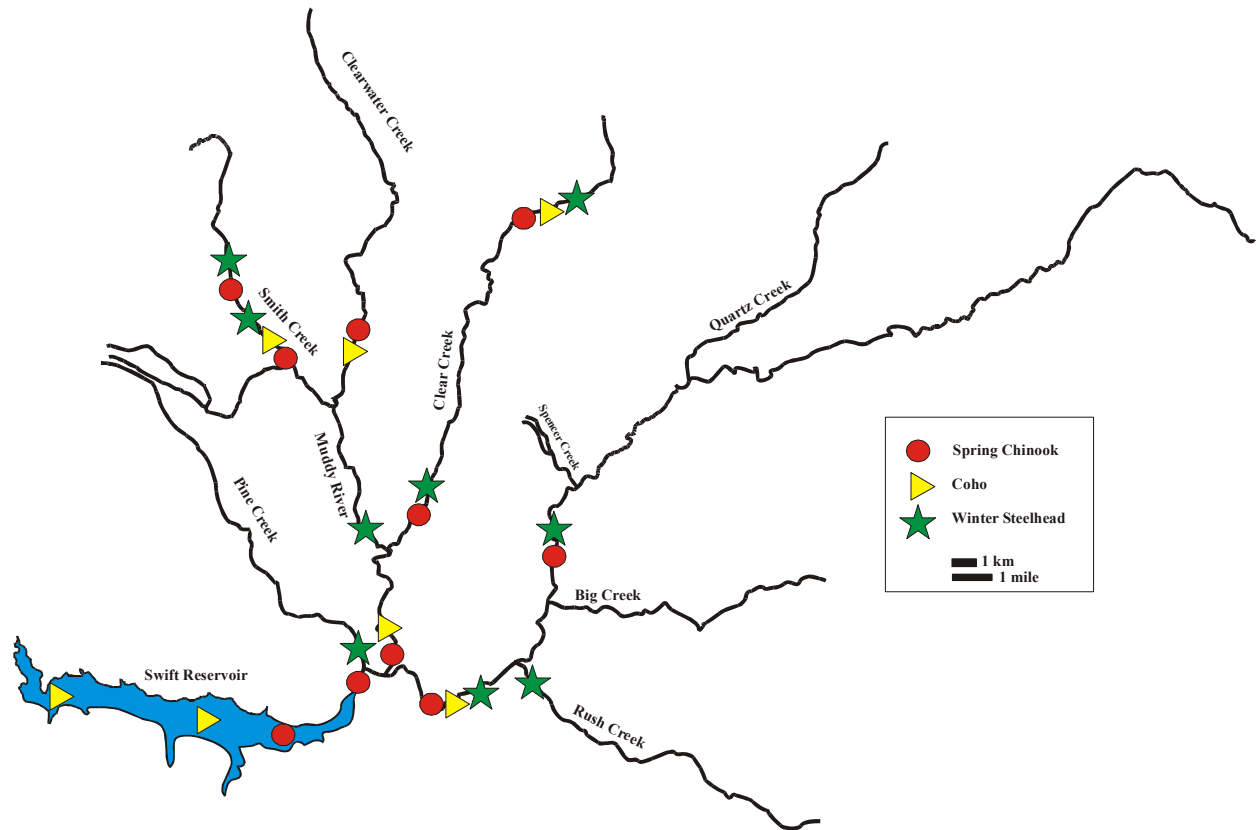 Clearwater Creek
Smith Creek
Clear Creek
Quartz Creek
Spencer Creek
Muddy River
Pine Creek
Big Creek
Swift Reservoir
Rush Creek
Spring Chinook
Coho
Winter Steelhead
1 km
1 mile